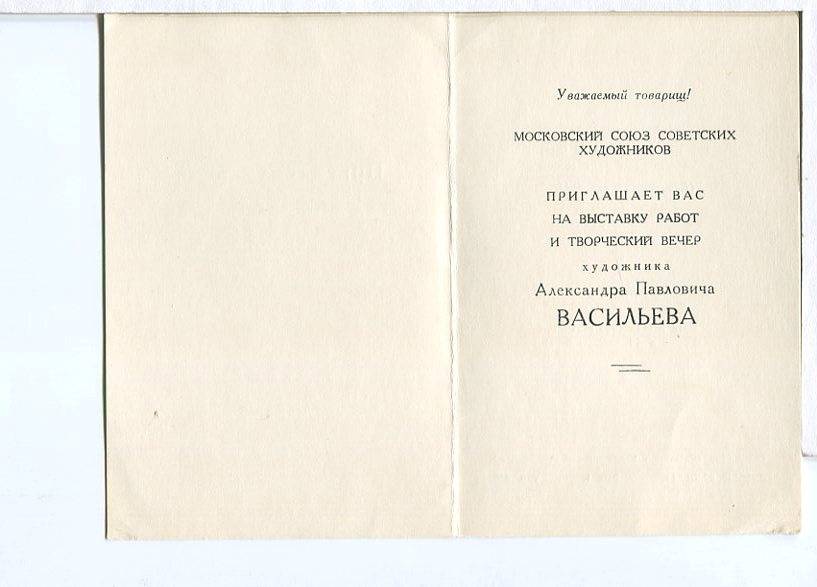 Уважаемый товарищ!
МОСКОВСКИЙ СОЮЗ СОВЕТСКИХ
ХУДОЖНИКОВ
ПРИГЛАШАЕТ ВАС
НА ВЫСТАВКУ РАБОТ
И ТВОРЧЕСКИЙ ВЕЧЕР
художника
Александра Павловича
ВАСИЛЬЕВА